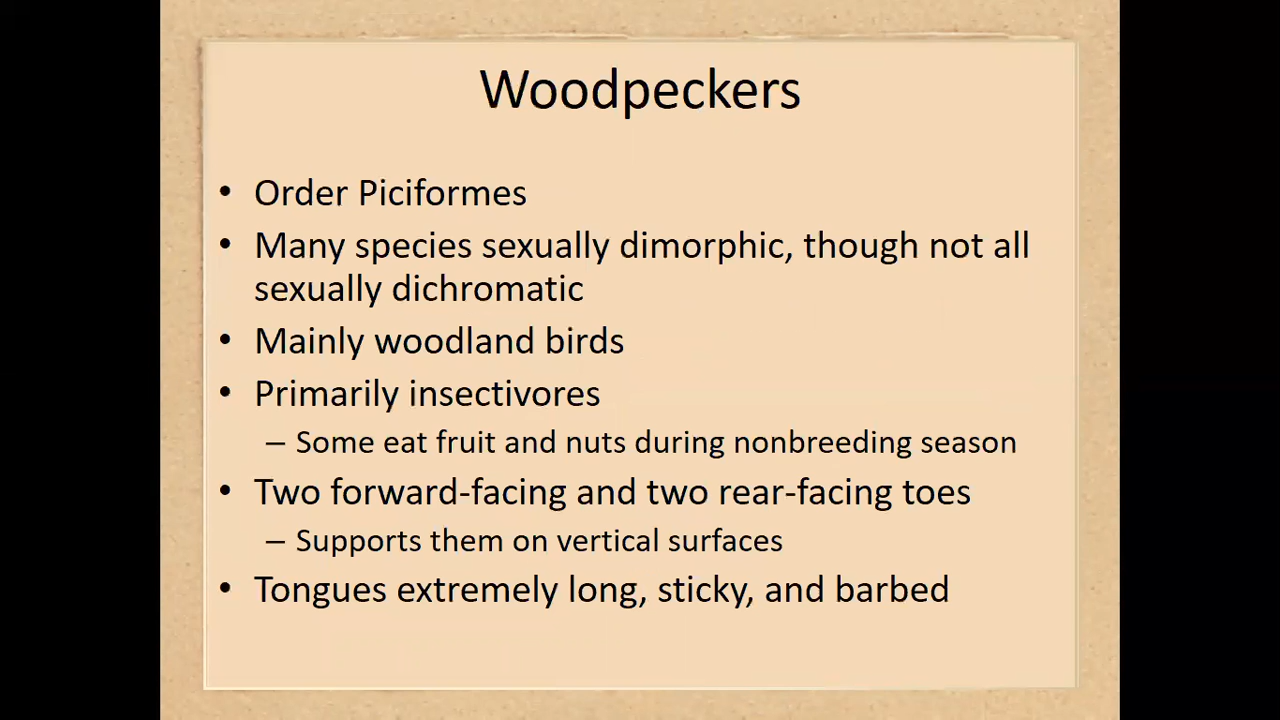 Woodpeckers
• Order Piciformes
• Many species sexually dimorphic, though not all
sexually dichromatic
• Mainly woodland birds
• Primarily insectivores
– Some eat fruit and nuts during nonbreeding season
• Two forward-facing and two rear-facing toes
– Supports them on vertical surfaces
• Tongues extremely long, sticky, and barbed